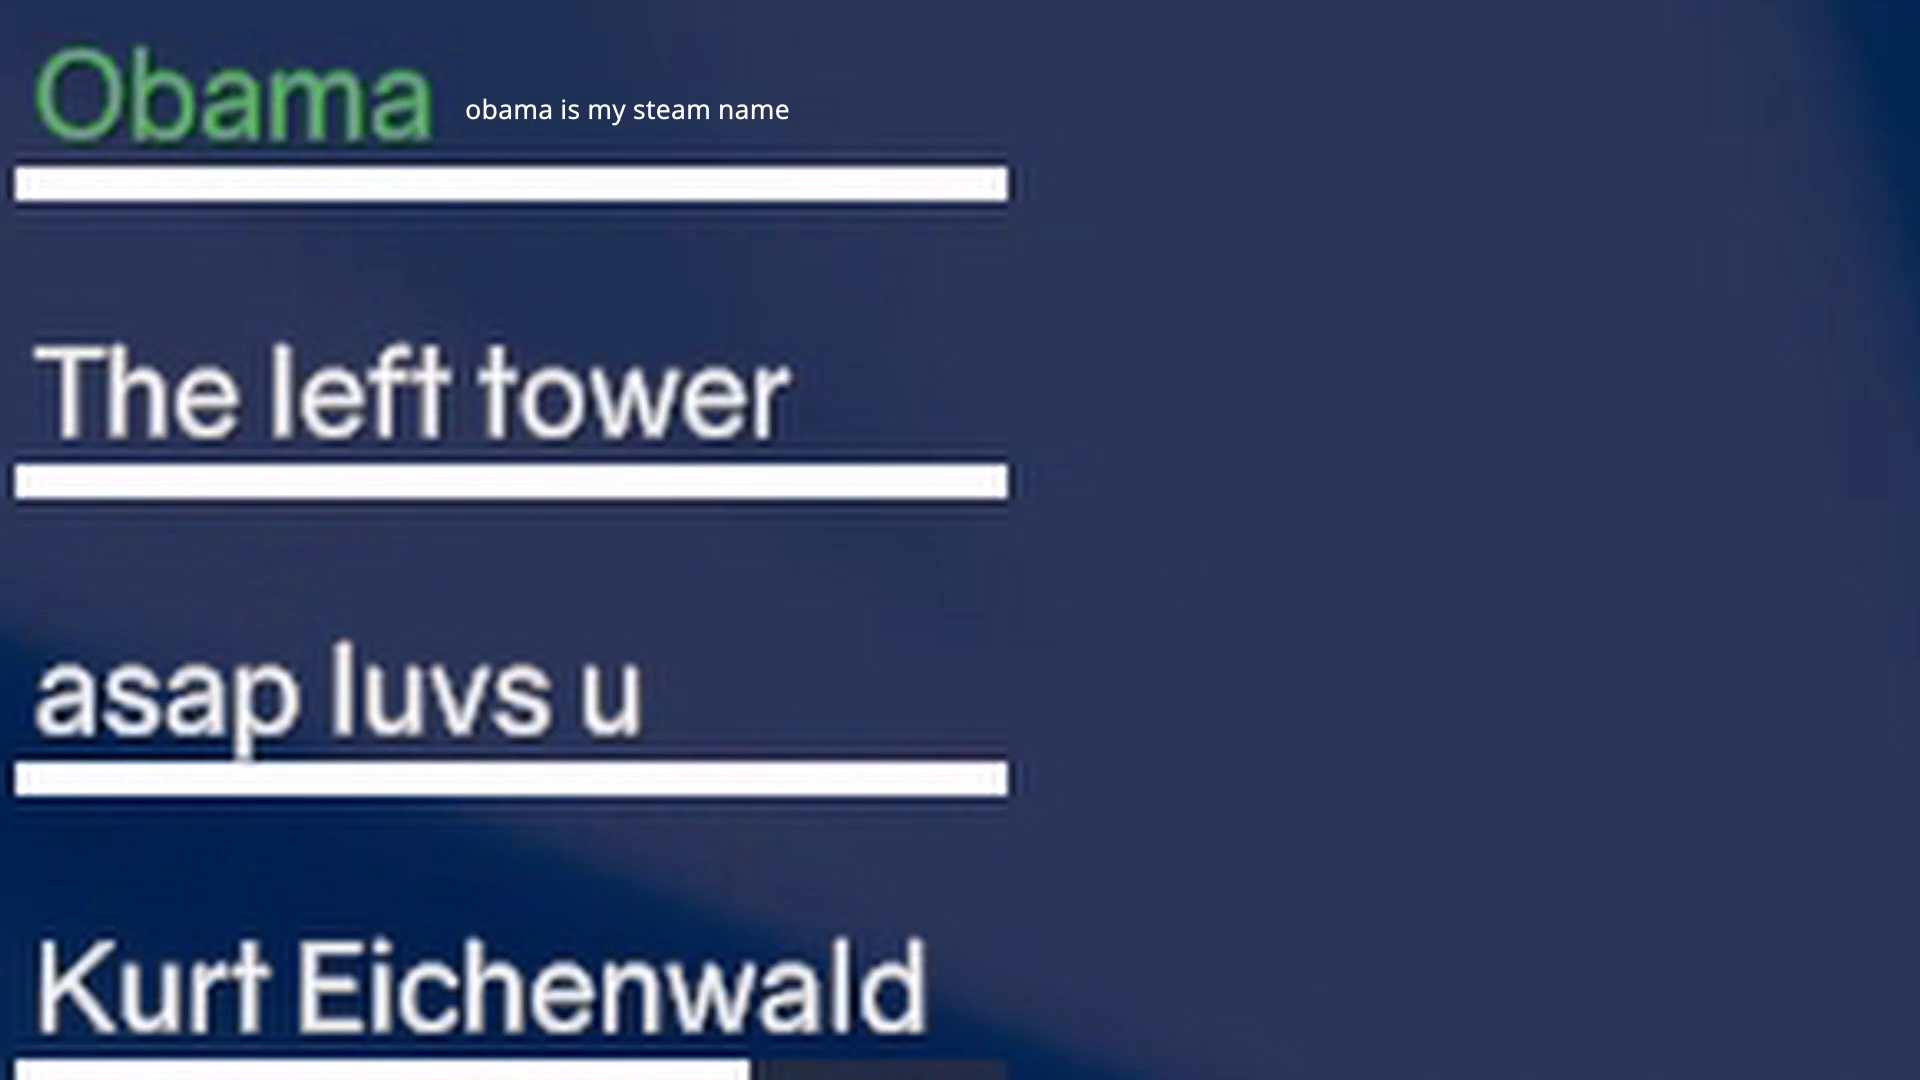 Obama obama is my steam name
The left tower
asap luvs u
Kurt Eichenwald